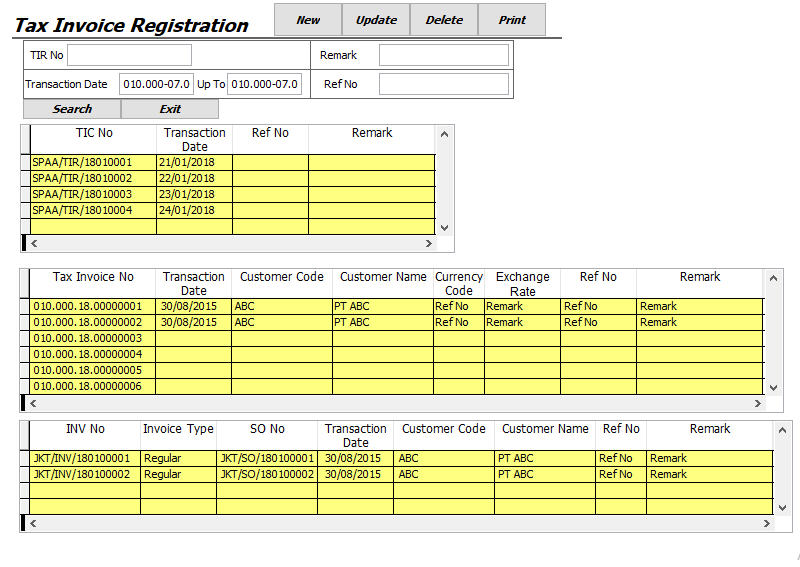 Tax Invoice Registration New Update Delete Print
TIR No Remark
Transaction Date 010.000-07.0 Up To 010.000-07.0 Ref No
Search Exit
TIC No Transaction Date Ref No Remark
SPAA/TIR/18010001 21/01/2018
SPAA/TIR/18010002 22/01/2018
SPAA/TIR/18010003 23/01/2018
SPAA/TIR/18010004 24/01/2018
Tax Invoice No Transaction Date Customer Code Customer Name Currency Code Exchange Rate Ref No Remark
010.000.18.00000001 30/08/2015 ABC PT ABC Ref No Remark Ref No Remark
010.000.18.00000002 30/08/2015 ABC PT ABC Ref No Remark Ref No Remark
010.000.18.00000003
010.000.18.00000004
010.000.18.00000005
010.000.18.00000006
INV No Invoice Type SO No Transaction Date Customer Code Customer Name Ref No Remark
JKT/INV/180100001 Regular JKT/SO/180100001 30/08/2015 ABC PT ABC Ref No Remark
JKT/INV/180100002 Regular JKT/SO/180100002 30/08/2015 ABC PT ABC Ref No Remark